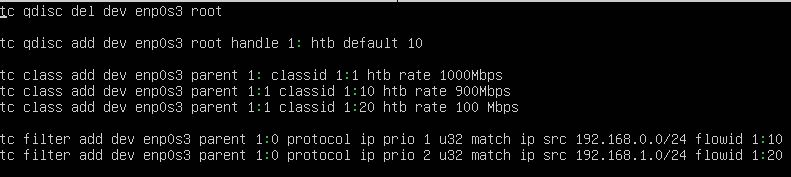 tc qdisc del dev enp0s3 root
tc qdisc add dev enp0s3 root handle 1: htb default 10
tc class add dev enp0s3 parent 1: classid 1:1 htb rate 1000Mbps
tc class add dev enp0s3 parent 1:1 classid 1:10 htb rate 900Mbps
tc class add dev enp0s3 parent 1:1 classid 1:20 htb rate 100 Mbps
tc filter add dev enp0s3 parent 1:0 protocol ip prio 1 u32 match ip src 192.168.0.0/24 flowid 1:10
tc filter add dev enp0s3 parent 1:0 protocol ip prio 2 u32 match ip src 192.168.1.0/24 flowid 1:20